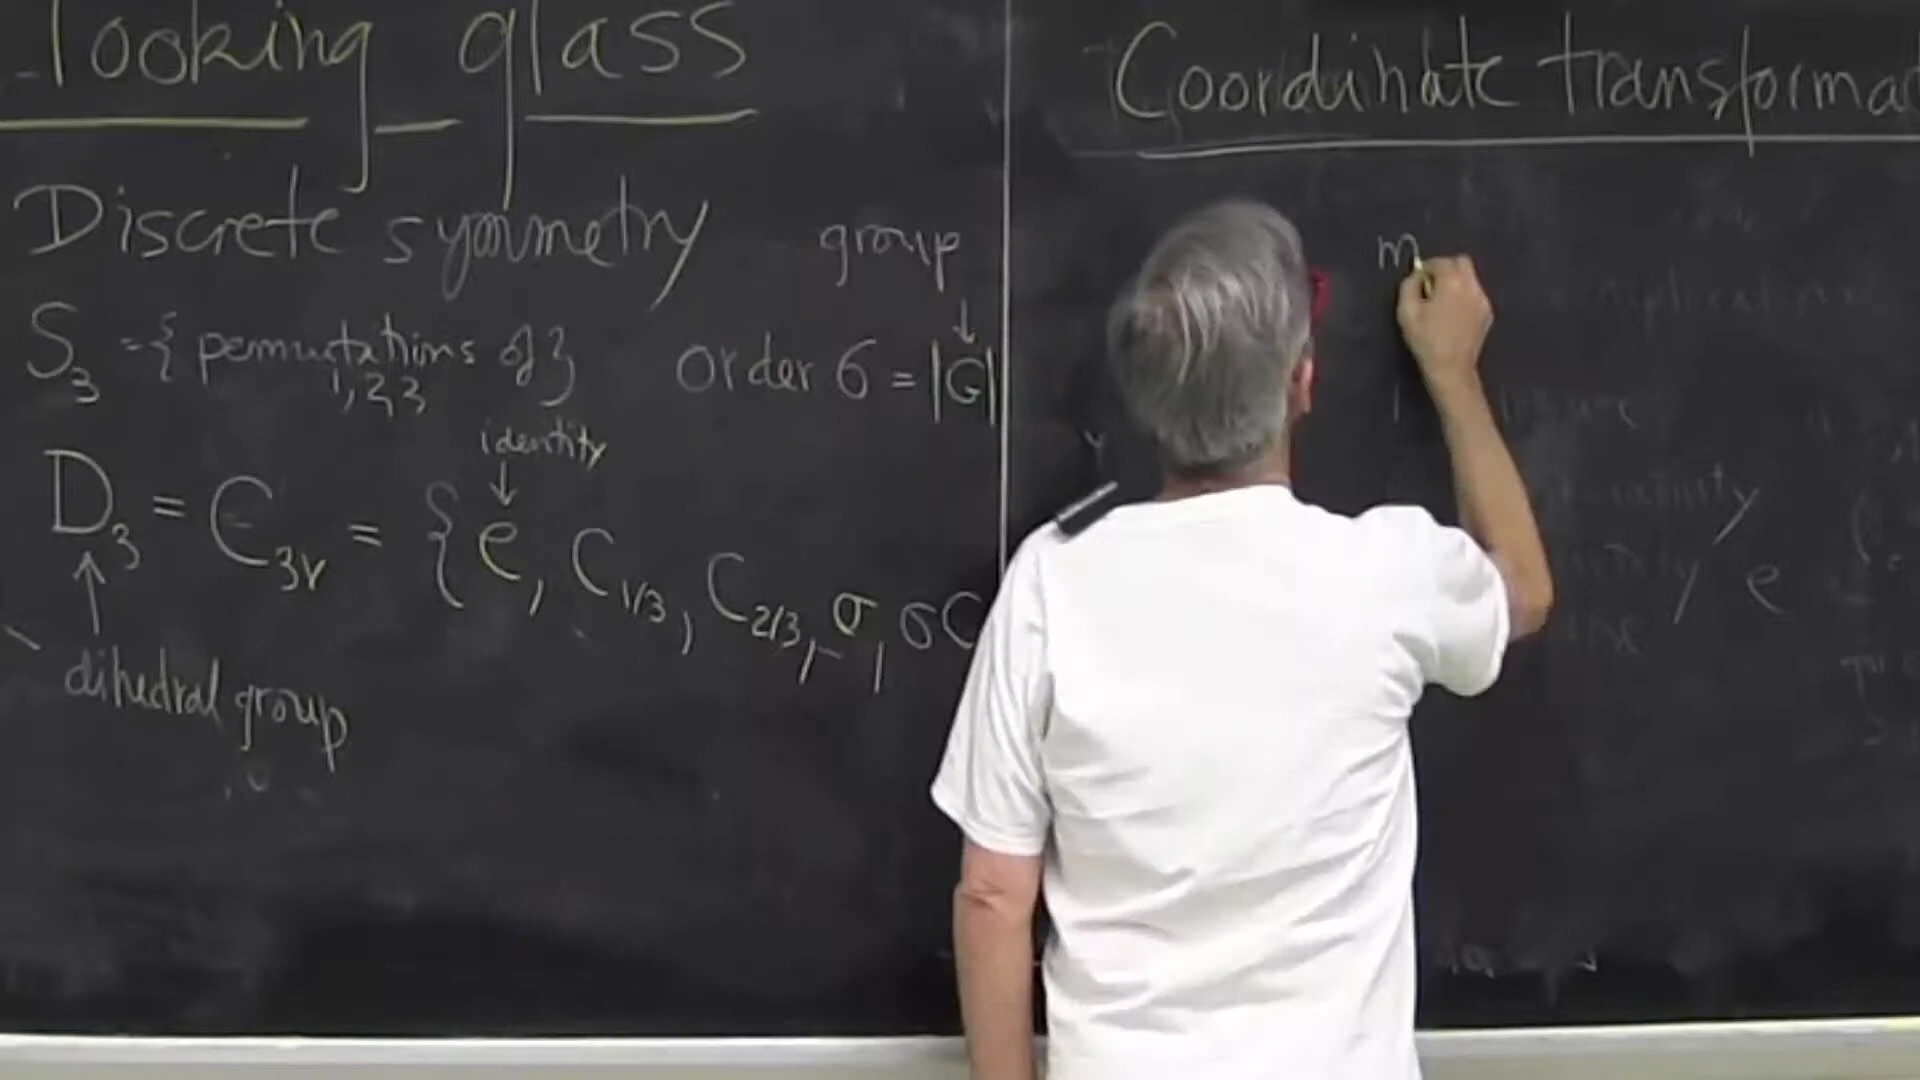 looking glass
Discrete symmetry group
S3 = { permutations of } order 6 = |G|
1, 2, 3
identity
D3 = C3v = { e, C1/3, C2/3, σ, σC
dihedral group
Coordinate transforma
m